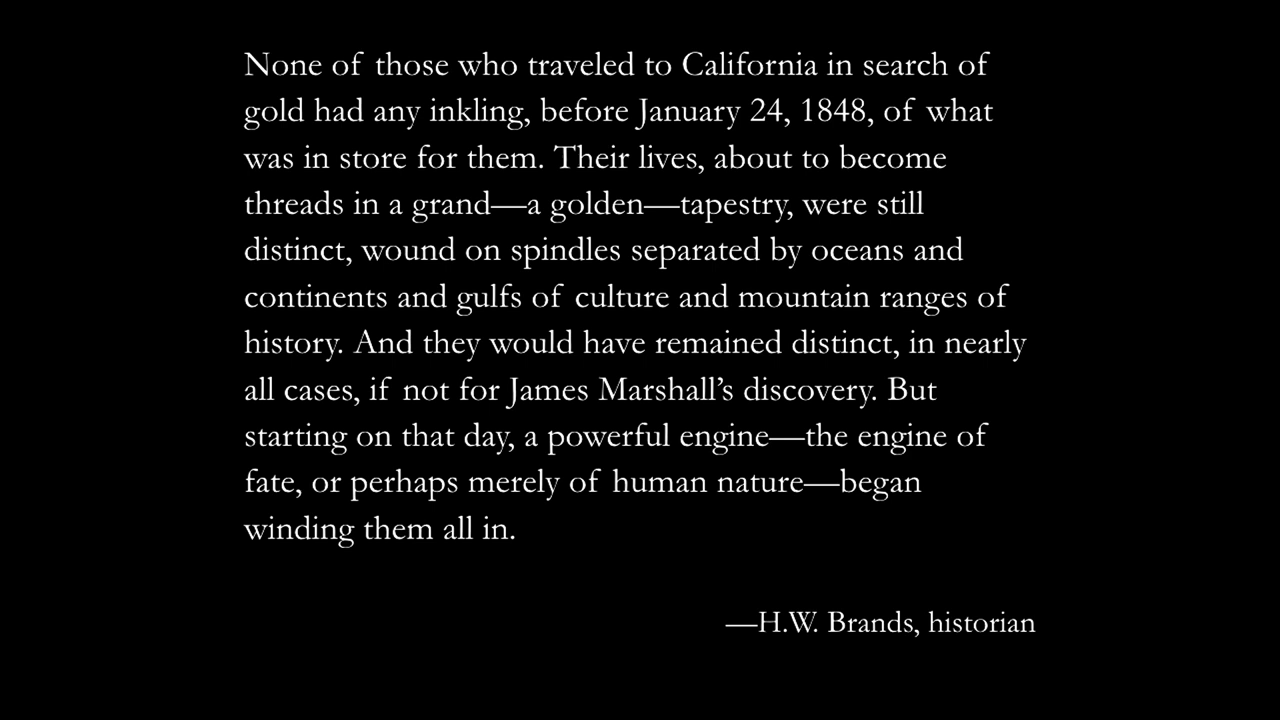 None of those who traveled to California in search of
gold had any inkling, before January 24, 1848, of what
was in store for them. Their lives, about to become
threads in a grand—a golden—tapestry, were still
distinct, wound on spindles separated by oceans and
continents and gulfs of culture and mountain ranges of
history. And they would have remained distinct, in nearly
all cases, if not for James Marshall’s discovery. But
starting on that day, a powerful engine—the engine of
fate, or perhaps merely of human nature—began
winding them all in.
—H.W. Brands, historian